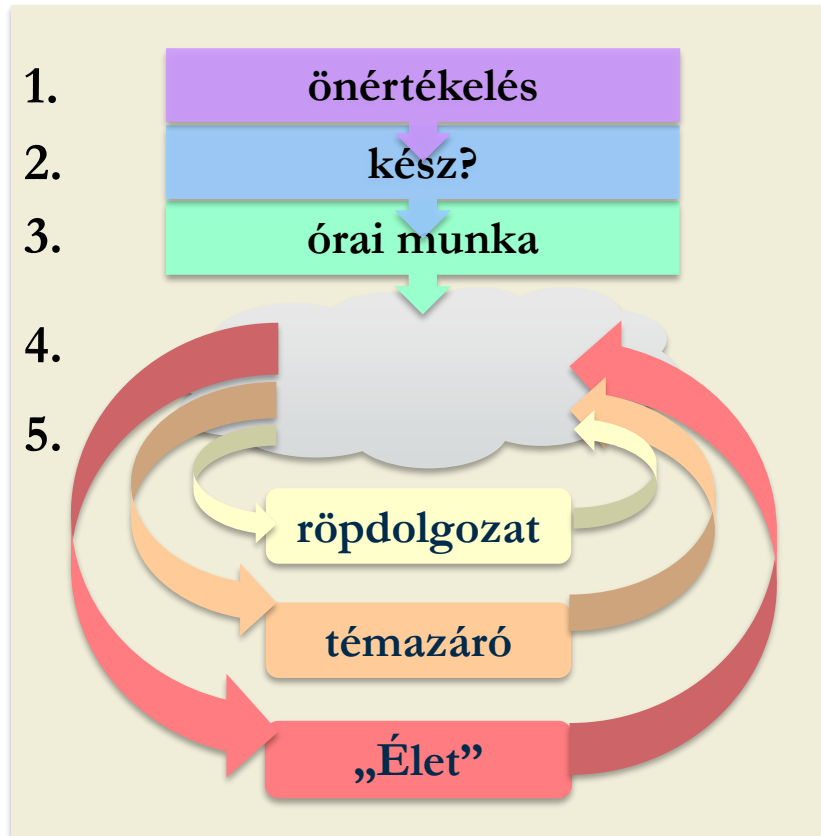 1. önértékelés
2. kész?
3. órai munka
4.
5.
röpdolgozat
témazáró
„Élet”